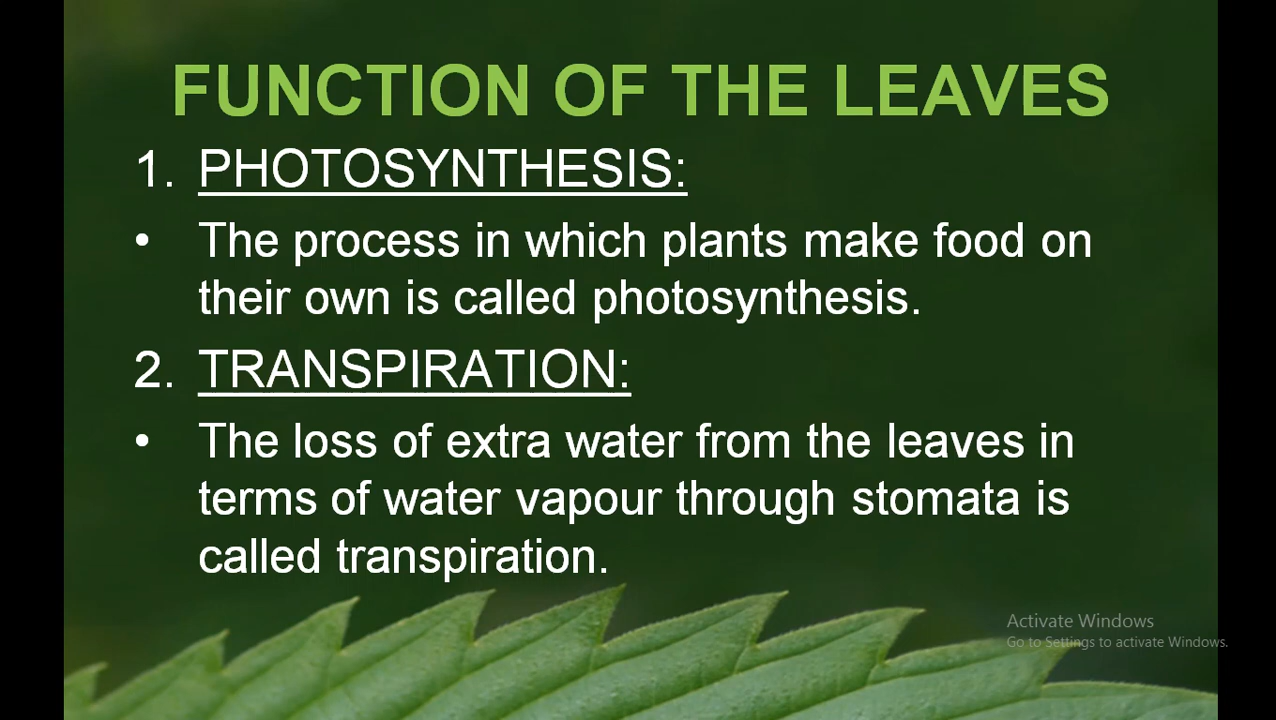 FUNCTION OF THE LEAVES
1. PHOTOSYNTHESIS:
• The process in which plants make food on
their own is called photosynthesis.
2. TRANSPIRATION:
• The loss of extra water from the leaves in
terms of water vapour through stomata is
called transpiration.
Activate Windows
Go to Settings to activate Windows.